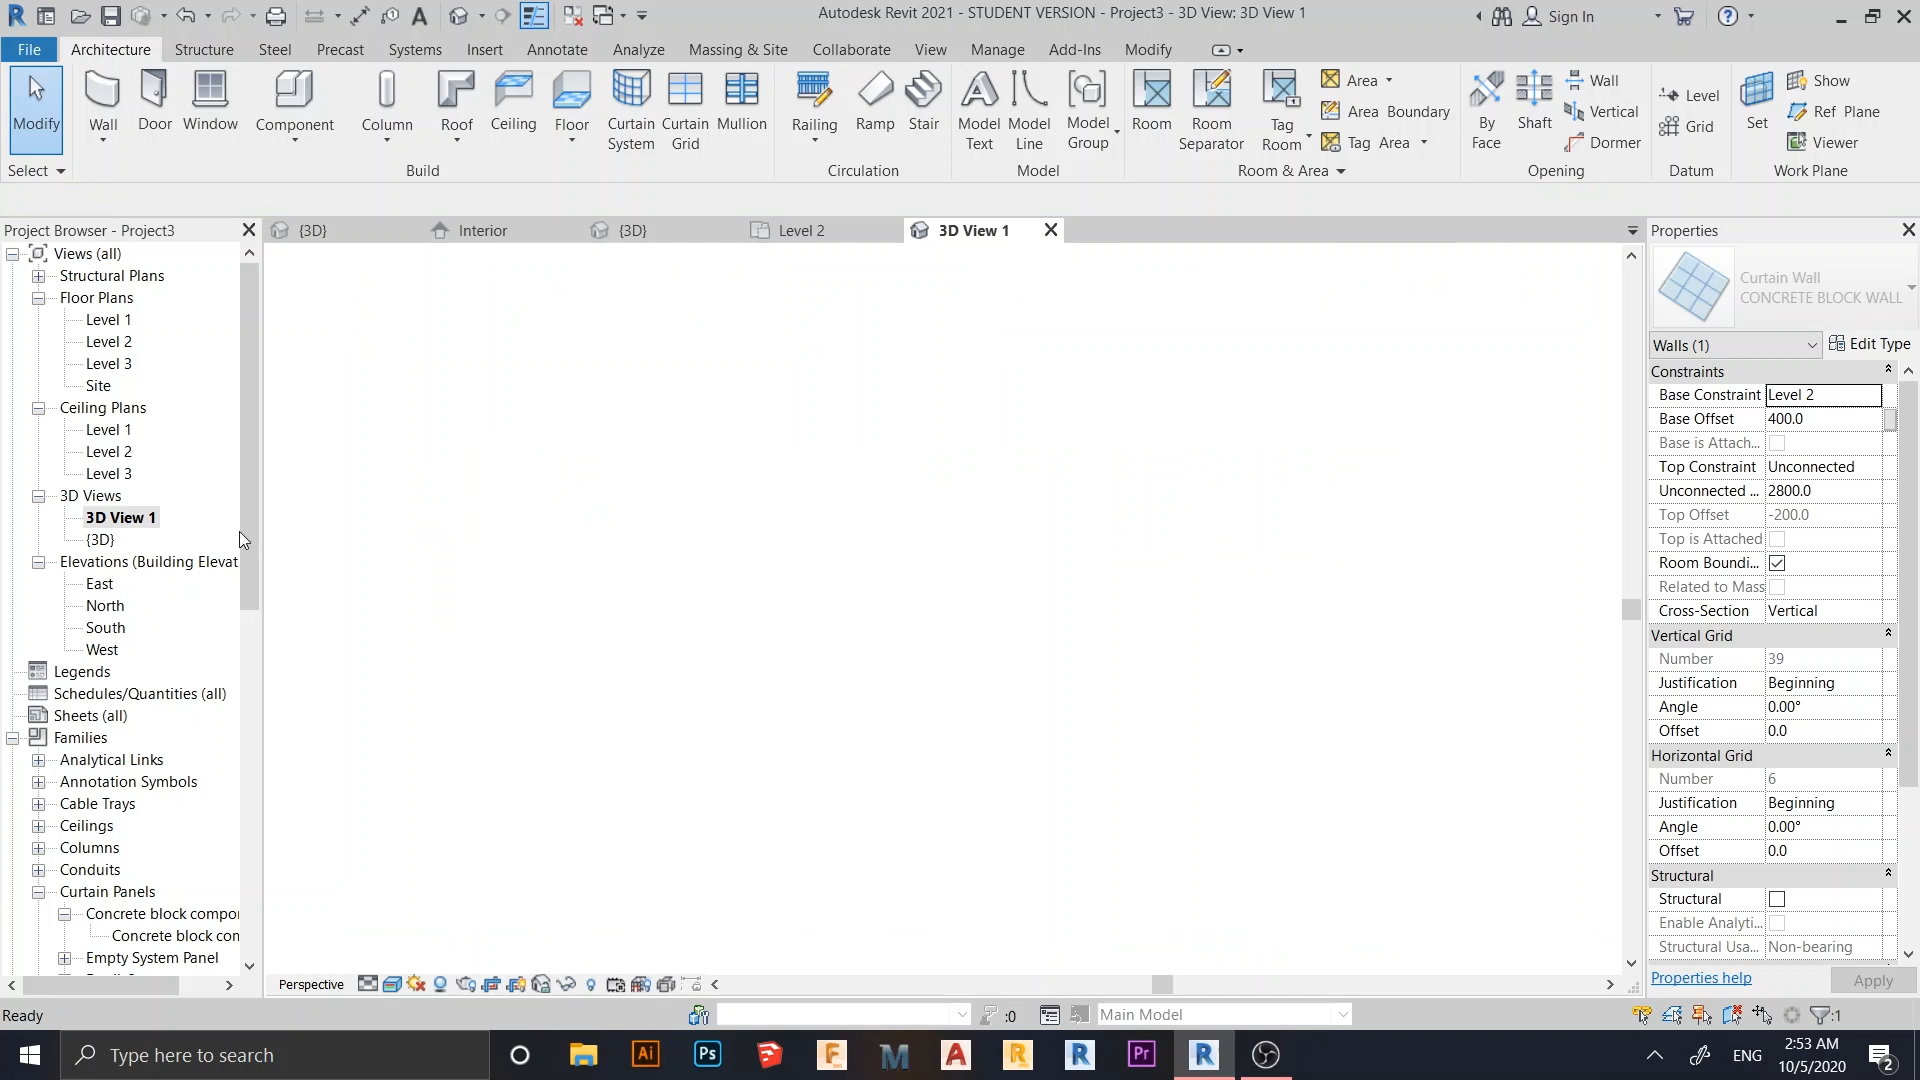 Autodesk Revit 2021 - STUDENT VERSION - Project3 - 3D View: 3D View 1
Sign In
File
Architecture
Structure
Steel
Precast
Systems
Insert
Annotate
Analyze
Massing & Site
Collaborate
View
Manage
Add-Ins
Modify
Modify
Wall
Door
Window
Component
Column
Roof
Ceiling
Floor
Curtain System
Curtain Grid
Mullion
Railing
Ramp
Stair
Model Text
Model Line
Model Group
Room
Room Separator
Tag Room
Area
Area Boundary
Tag Area
By Face
Shaft
Wall
Vertical
Dormer
Level
Grid
Set
Show
Ref Plane
Viewer
Select
Build
Circulation
Model
Room & Area
Opening
Datum
Work Plane
Project Browser - Project3
{3D}
Interior
{3D}
Level 2
3D View 1
Views (all)
Structural Plans
Floor Plans
Level 1
Level 2
Level 3
Site
Ceiling Plans
Level 1
Level 2
Level 3
3D Views
3D View 1
{3D}
Elevations (Building Elevat
East
North
South
West
Legends
Schedules/Quantities (all)
Sheets (all)
Families
Analytical Links
Annotation Symbols
Cable Trays
Ceilings
Columns
Conduits
Curtain Panels
Concrete block compo
Concrete block con
Empty System Panel
Properties
Curtain Wall
CONCRETE BLOCK WALL
Walls (1)
Edit Type
Constraints
Base Constraint Level 2
Base Offset 400.0
Base is Attach...
Top Constraint Unconnected
Unconnected ... 2800.0
Top Offset -200.0
Top is Attached
Room Boundi...
Related to Mass
Cross-Section Vertical
Vertical Grid
Number 39
Justification Beginning
Angle 0.00°
Offset 0.0
Horizontal Grid
Number 6
Justification Beginning
Angle 0.00°
Offset 0.0
Structural
Structural
Enable Analyti...
Structural Usa... Non-bearing
Properties help
Apply
Perspective
Ready
:0
Main Model
:1
Type here to search
Ai
Ps
F
M
A
R
R
Pr
R
ENG
2:53 AM
10/5/2020
2